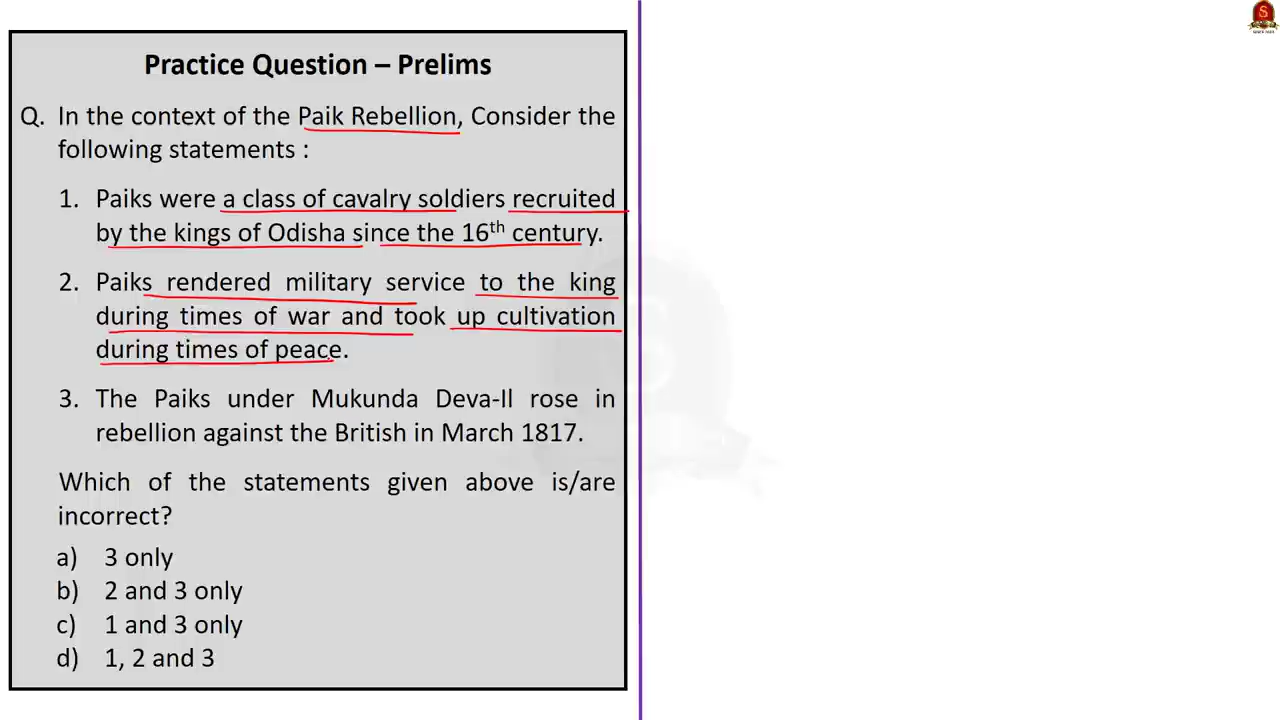 Practice Question – Prelims
Q. In the context of the Paik Rebellion, Consider the
following statements :
1. Paiks were a class of cavalry soldiers recruited
by the kings of Odisha since the 16th century.
2. Paiks rendered military service to the king
during times of war and took up cultivation
during times of peace.
3. The Paiks under Mukunda Deva-II rose in
rebellion against the British in March 1817.
Which of the statements given above is/are
incorrect?
a) 3 only
b) 2 and 3 only
c) 1 and 3 only
d) 1, 2 and 3
S